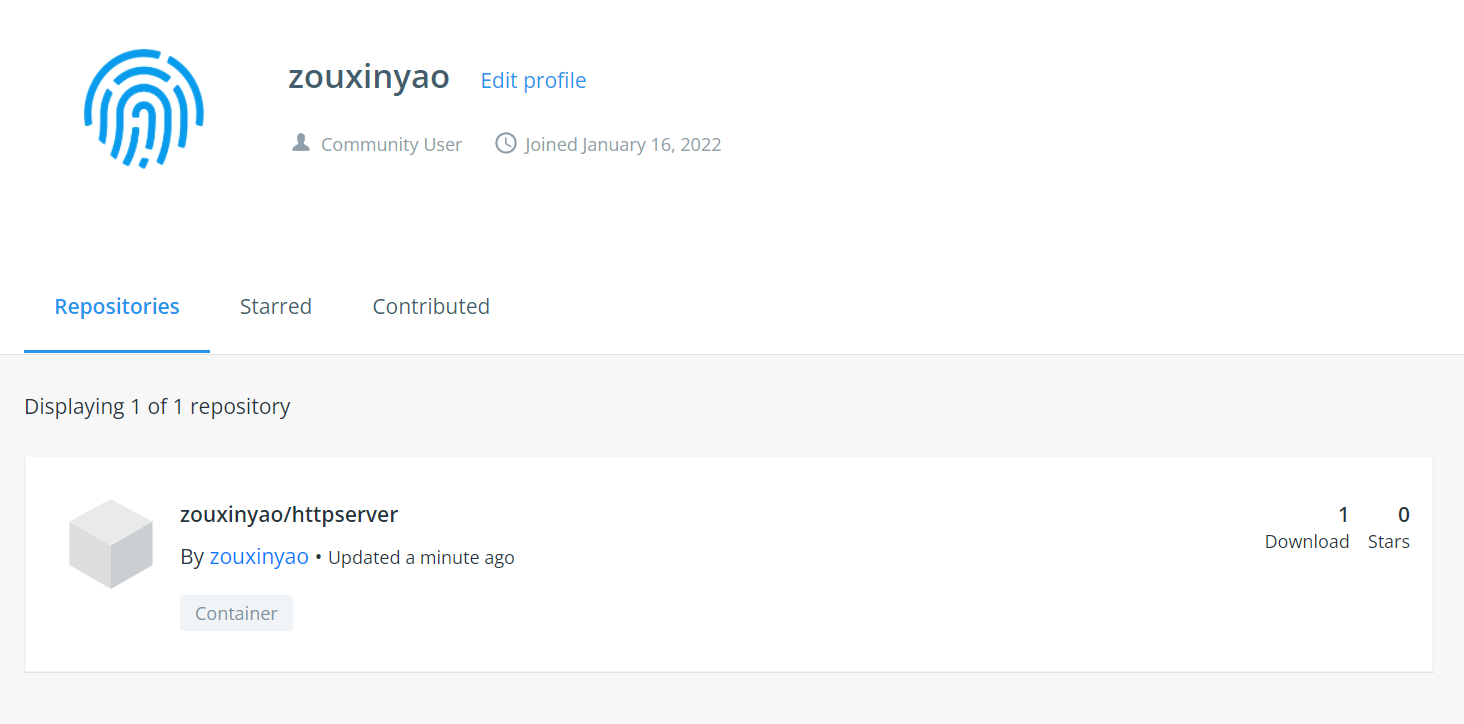 zouxinyao Edit profile
Community User Joined January 16, 2022
Repositories Starred Contributed
Displaying 1 of 1 repository
zouxinyao/httpserver 1 0
By zouxinyao • Updated a minute ago Download Stars
Container